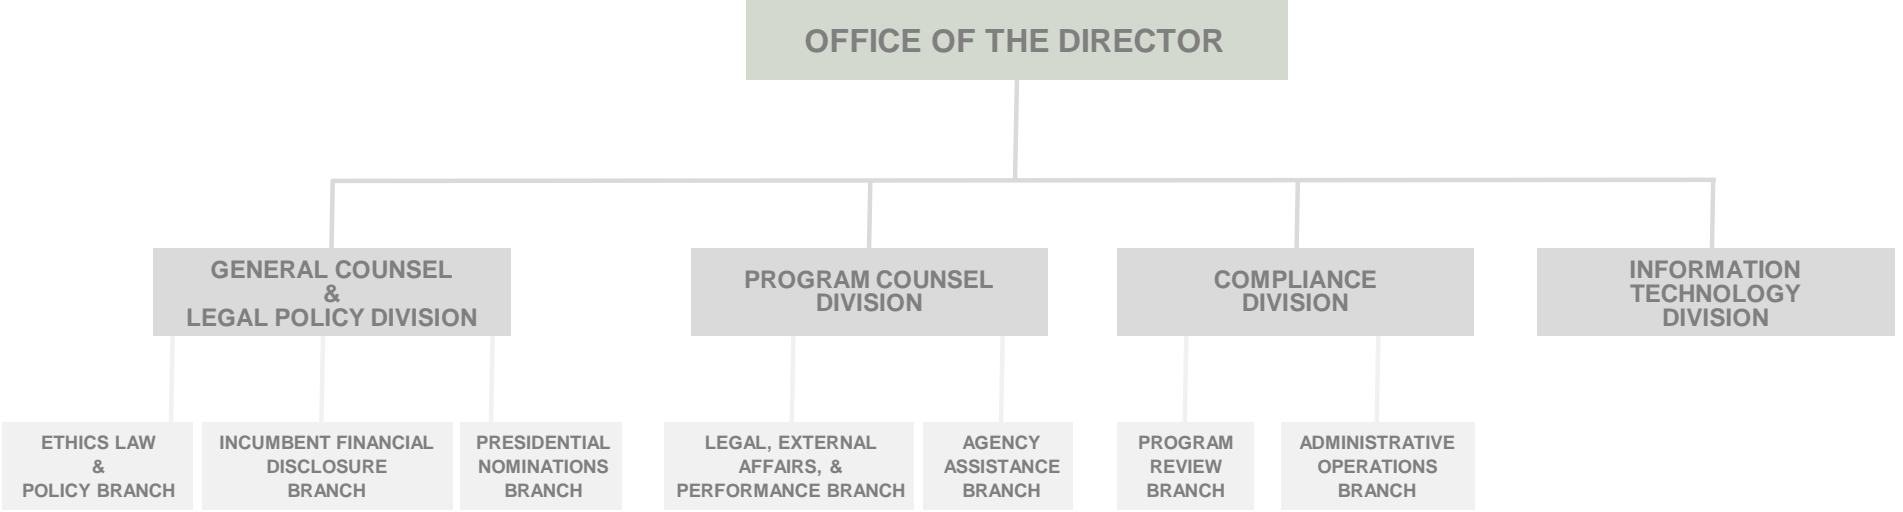 OFFICE OF THE DIRECTOR
GENERAL COUNSEL
&
LEGAL POLICY DIVISION
PROGRAM COUNSEL
DIVISION
COMPLIANCE
DIVISION
INFORMATION
TECHNOLOGY
DIVISION
ETHICS LAW
&
POLICY BRANCH
INCUMBENT FINANCIAL
DISCLOSURE
BRANCH
PRESIDENTIAL
NOMINATIONS
BRANCH
LEGAL, EXTERNAL
AFFAIRS, &
PERFORMANCE BRANCH
AGENCY
ASSISTANCE
BRANCH
PROGRAM
REVIEW
BRANCH
ADMINISTRATIVE
OPERATIONS
BRANCH